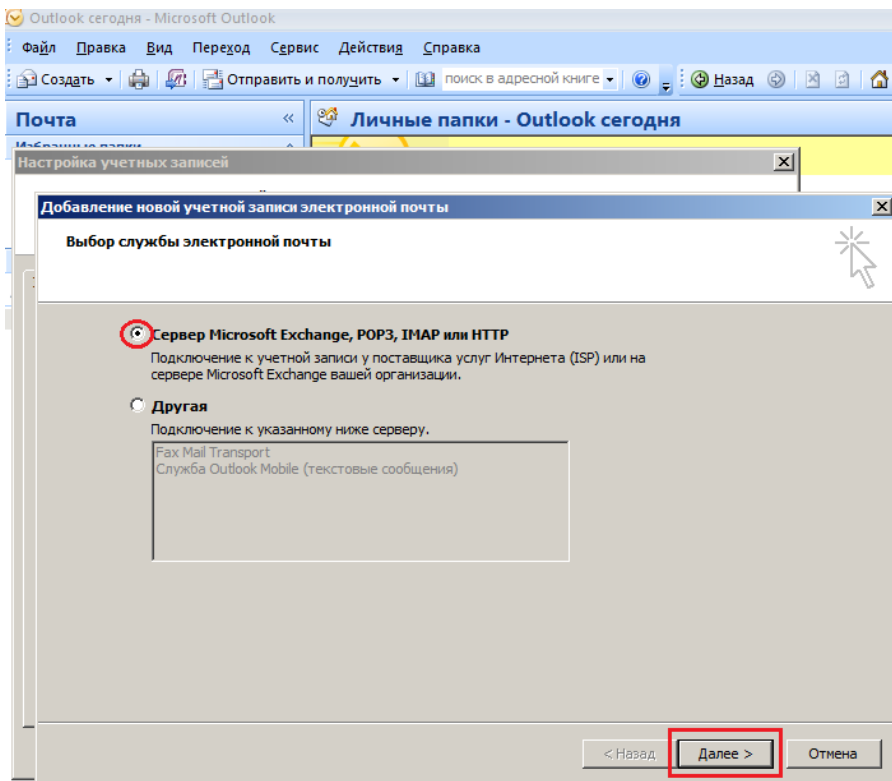 Outlook сегодня - Microsoft Outlook
Файл Правка Вид Переход Сервис Действия Справка
Создать Отправить и получить поиск в адресной книге Назад
Почта « Личные папки - Outlook сегодня
Избранные папки
Настройка учетных записей
Добавление новой учетной записи электронной почты
Выбор службы электронной почты
Сервер Microsoft Exchange, POP3, IMAP или HTTP
Подключение к учетной записи у поставщика услуг Интернета (ISP) или на
сервере Microsoft Exchange вашей организации.
Другая
Подключение к указанному ниже серверу.
Fax Mail Transport
Служба Outlook Mobile (текстовые сообщения)
< Назад Далее > Отмена